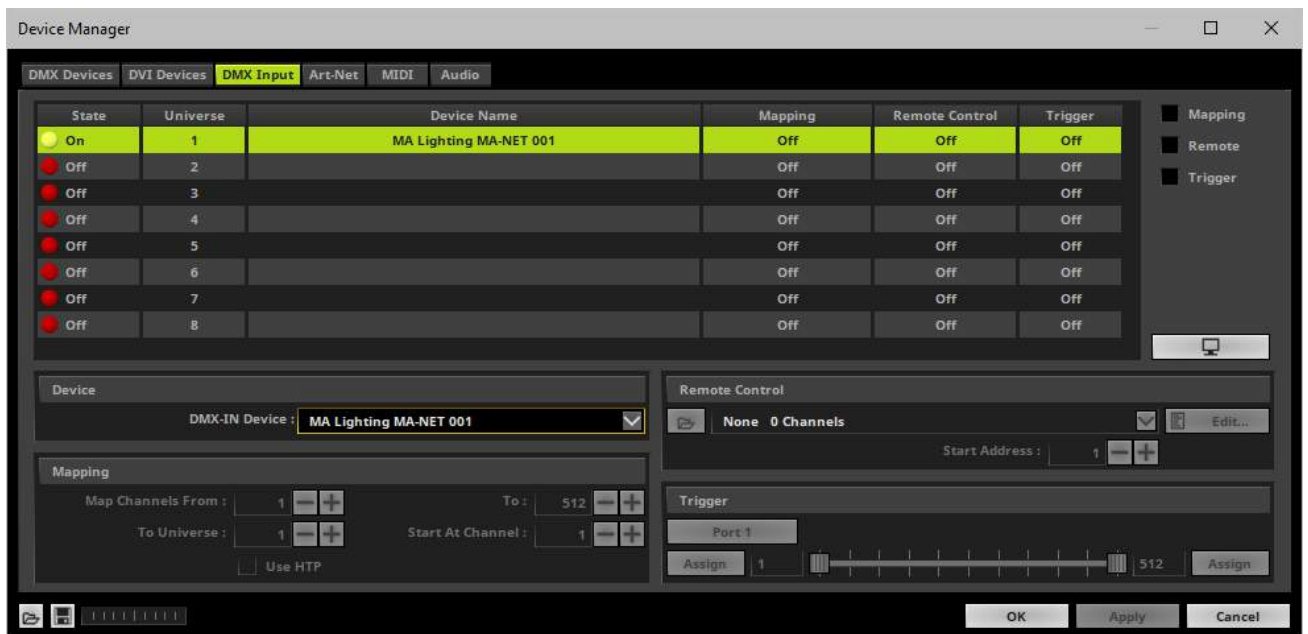 Device Manager
DMX Devices DVI Devices DMX Input Art-Net MIDI Audio
State Universe Device Name Mapping Remote Control Trigger
On 1 MA Lighting MA-NET 001 Off Off Off
Off 2 Off Off Off
Off 3 Off Off Off
Off 4 Off Off Off
Off 5 Off Off Off
Off 6 Off Off Off
Off 7 Off Off Off
Off 8 Off Off Off
Mapping
Remote
Trigger
Device
DMX-IN Device : MA Lighting MA-NET 001
Mapping
Map Channels From : 1 To : 512
To Universe : 1 Start At Channel : 1
Use HTP
Remote Control
None 0 Channels Edit...
Start Address : 1
Trigger
Port 1
Assign 1 512 Assign
OK Apply Cancel